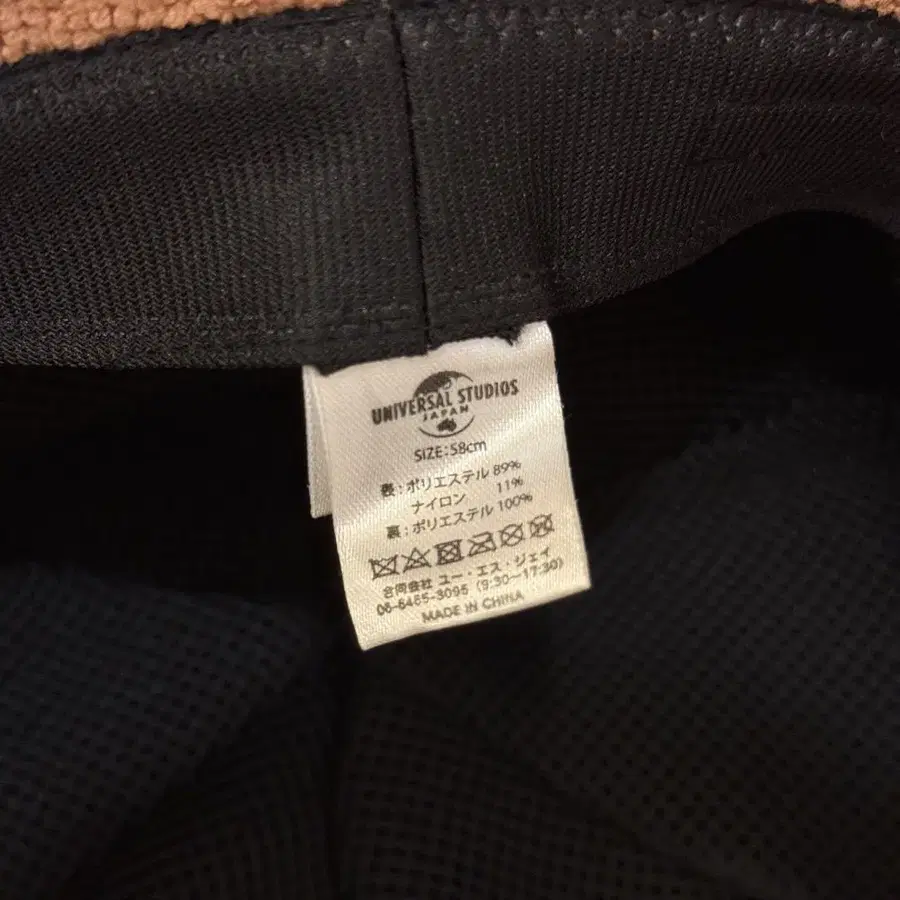 UNIVERSAL STUDIOS
JAPAN
SIZE:58cm
表:ポリエステル 89%
ナイロン 11%
裏:ポリエステル 100%
合同会社 ユー・エス・ジェイ
06-6465-3095 (9:30~17:30)
MADE IN CHINA